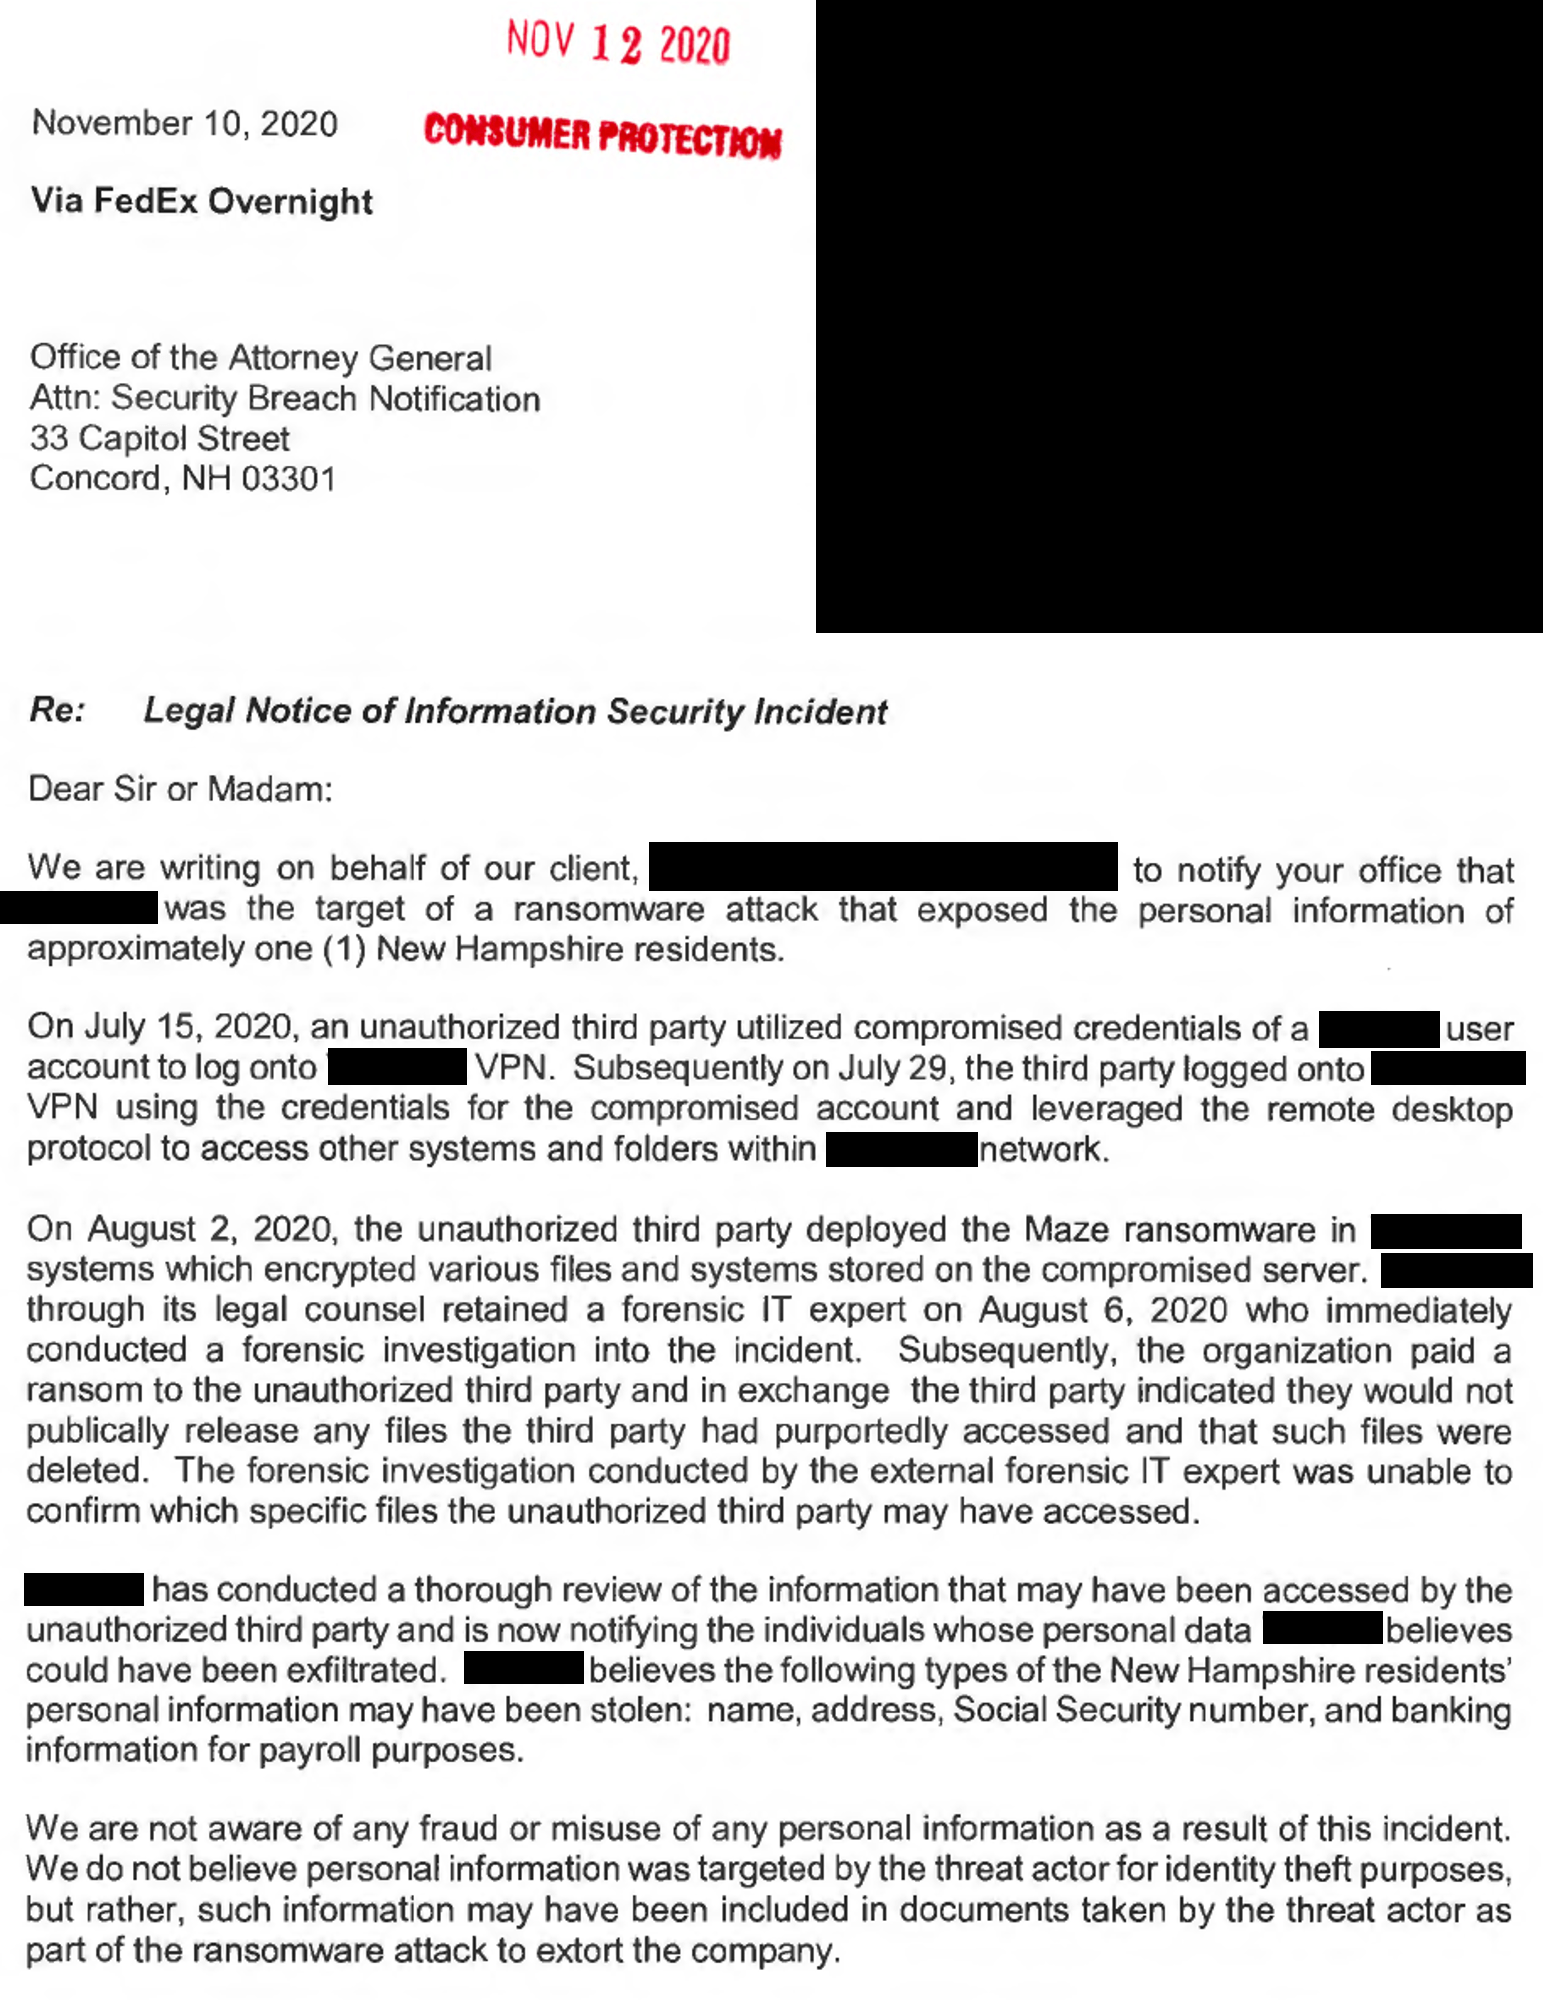 NOV 12 2020
November 10, 2020
CONSUMER PROTECTION
Via FedEx Overnight
Office of the Attorney General
Attn: Security Breach Notification
33 Capitol Street
Concord, NH 03301
Re: Legal Notice of Information Security Incident
Dear Sir or Madam:
We are writing on behalf of our client, to notify your office that
was the target of a ransomware attack that exposed the personal information of
approximately one (1) New Hampshire residents.
On July 15, 2020, an unauthorized third party utilized compromised credentials of a user
account to log onto VPN. Subsequently on July 29, the third party logged onto
VPN using the credentials for the compromised account and leveraged the remote desktop
protocol to access other systems and folders within network.
On August 2, 2020, the unauthorized third party deployed the Maze ransomware in
systems which encrypted various files and systems stored on the compromised server.
through its legal counsel retained a forensic IT expert on August 6, 2020 who immediately
conducted a forensic investigation into the incident. Subsequently, the organization paid a
ransom to the unauthorized third party and in exchange the third party indicated they would not
publically release any files the third party had purportedly accessed and that such files were
deleted. The forensic investigation conducted by the external forensic IT expert was unable to
confirm which specific files the unauthorized third party may have accessed.
has conducted a thorough review of the information that may have been accessed by the
unauthorized third party and is now notifying the individuals whose personal data believes
could have been exfiltrated. believes the following types of the New Hampshire residents'
personal information may have been stolen: name, address, Social Security number, and banking
information for payroll purposes.
We are not aware of any fraud or misuse of any personal information as a result of this incident.
We do not believe personal information was targeted by the threat actor for identity theft purposes,
but rather, such information may have been included in documents taken by the threat actor as
part of the ransomware attack to extort the company.